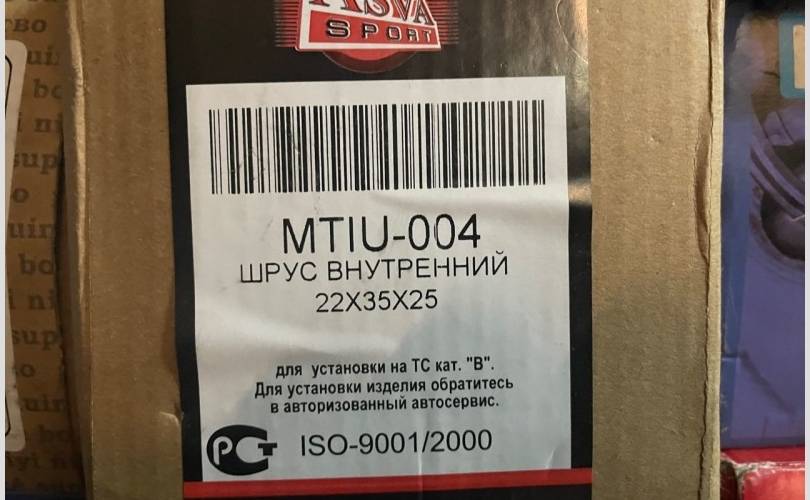 ASVA
SPORT
MTIU-004
ШРУС ВНУТРЕННИЙ
22X35X25
для установки на ТС кат. "В".
Для установки изделия обратитесь
в авторизованный автосервис.
РСТ ISO-9001/2000